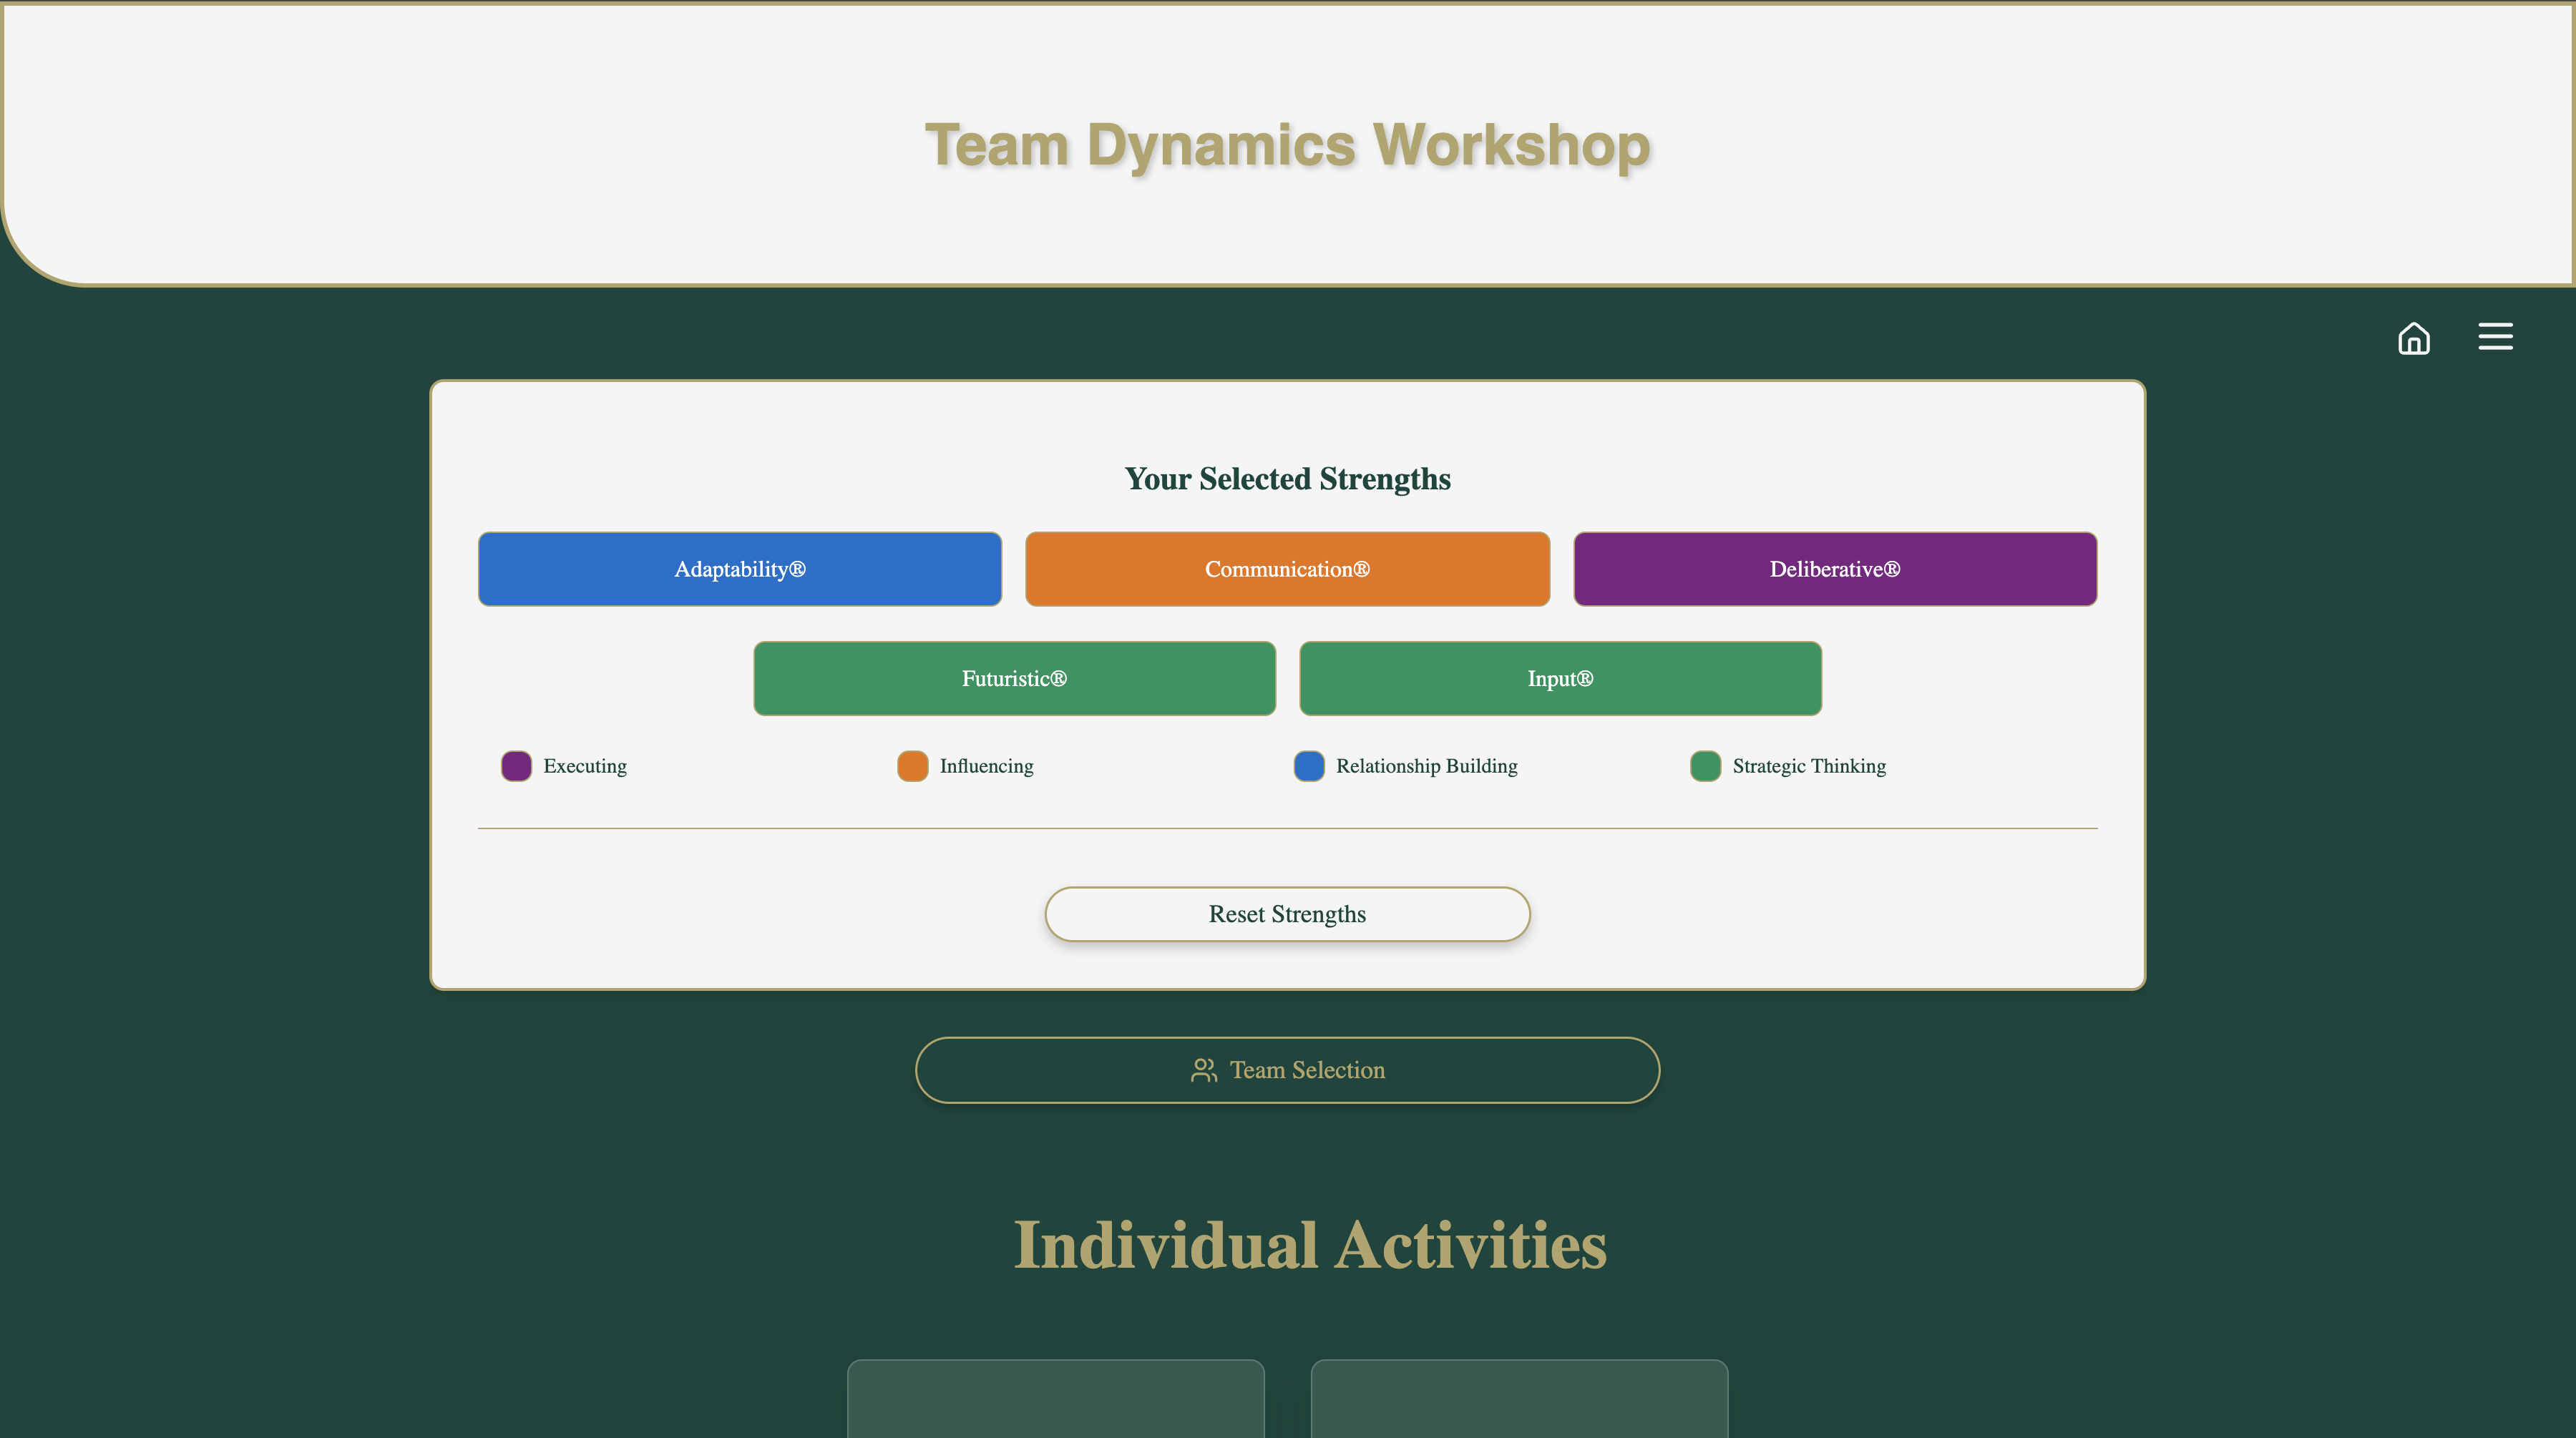 Team Dynamics Workshop
Your Selected Strengths
Adaptability®
Communication®
Deliberative®
Futuristic®
Input®
Executing
Influencing
Relationship Building
Strategic Thinking
Reset Strengths
Team Selection
Individual Activities